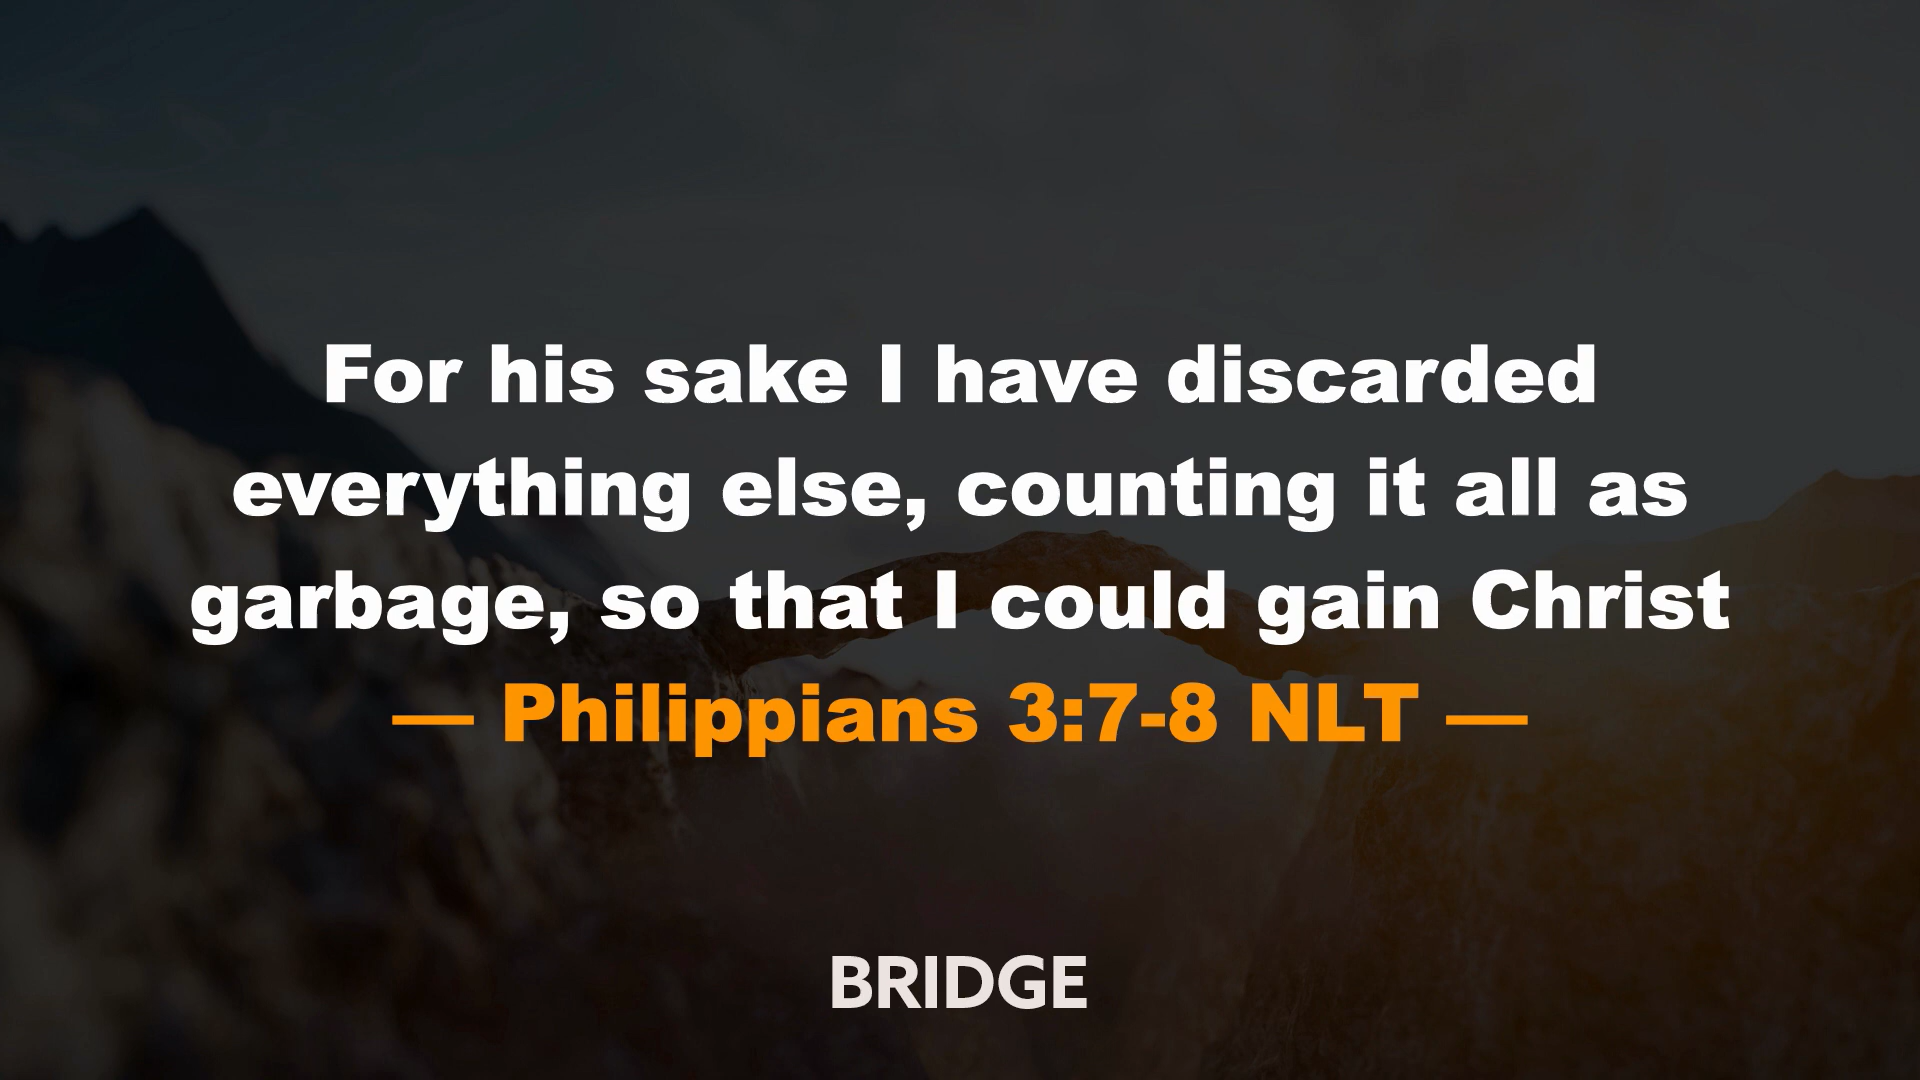 For his sake I have discarded
everything else, counting it all as
garbage, so that I could gain Christ
— Philippians 3:7-8 NLT —
BRIDGE